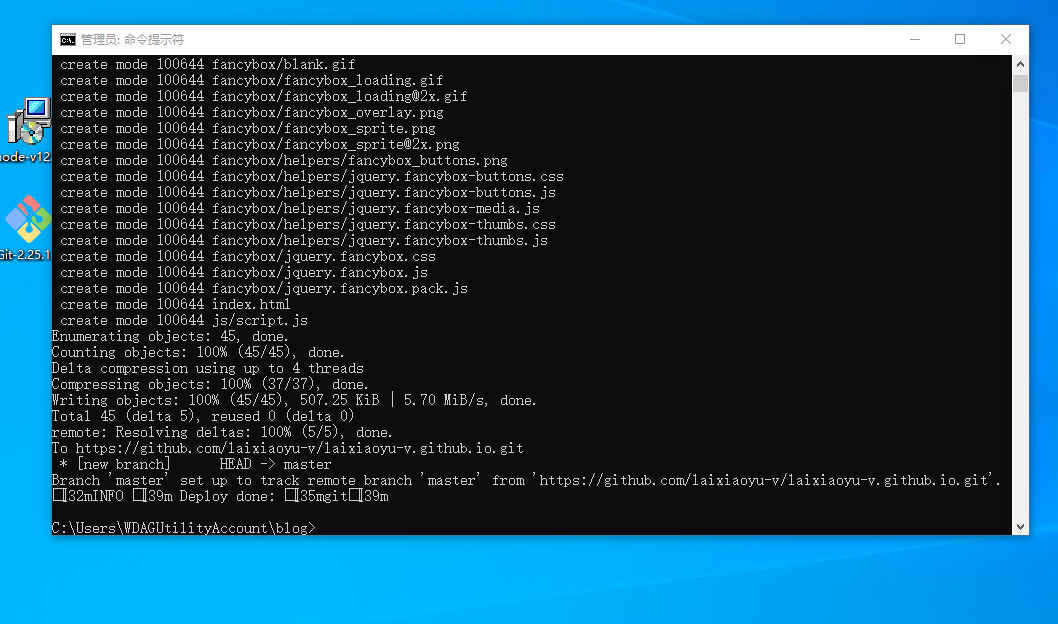 管理员: 命令提示符
create mode 100644 fancybox/blank.gif
create mode 100644 fancybox/fancybox_loading.gif
create mode 100644 fancybox/fancybox_loading@2x.gif
create mode 100644 fancybox/fancybox_overlay.png
create mode 100644 fancybox/fancybox_sprite.png
create mode 100644 fancybox/fancybox_sprite@2x.png
create mode 100644 fancybox/helpers/fancybox_buttons.png
create mode 100644 fancybox/helpers/jquery.fancybox-buttons.css
create mode 100644 fancybox/helpers/jquery.fancybox-buttons.js
create mode 100644 fancybox/helpers/jquery.fancybox-media.js
create mode 100644 fancybox/helpers/jquery.fancybox-thumbs.css
create mode 100644 fancybox/helpers/jquery.fancybox-thumbs.js
create mode 100644 fancybox/jquery.fancybox.css
create mode 100644 fancybox/jquery.fancybox.js
create mode 100644 fancybox/jquery.fancybox.pack.js
create mode 100644 index.html
create mode 100644 js/script.js
Enumerating objects: 45, done.
Counting objects: 100% (45/45), done.
Delta compression using up to 4 threads
Compressing objects: 100% (37/37), done.
Writing objects: 100% (45/45), 507.25 KiB | 5.70 MiB/s, done.
Total 45 (delta 5), reused 0 (delta 0)
remote: Resolving deltas: 100% (5/5), done.
To https://github.com/laixiaoyu-v/laixiaoyu-v.github.io.git
* [new branch]      HEAD -> master
Branch 'master' set up to track remote branch 'master' from 'https://github.com/laixiaoyu-v/laixiaoyu-v.github.io.git'.
[32mINFO [39m Deploy done: [35mgit[39m
C:\Users\WDAGUtilityAccount\blog>
node-v12
Git-2.25.1